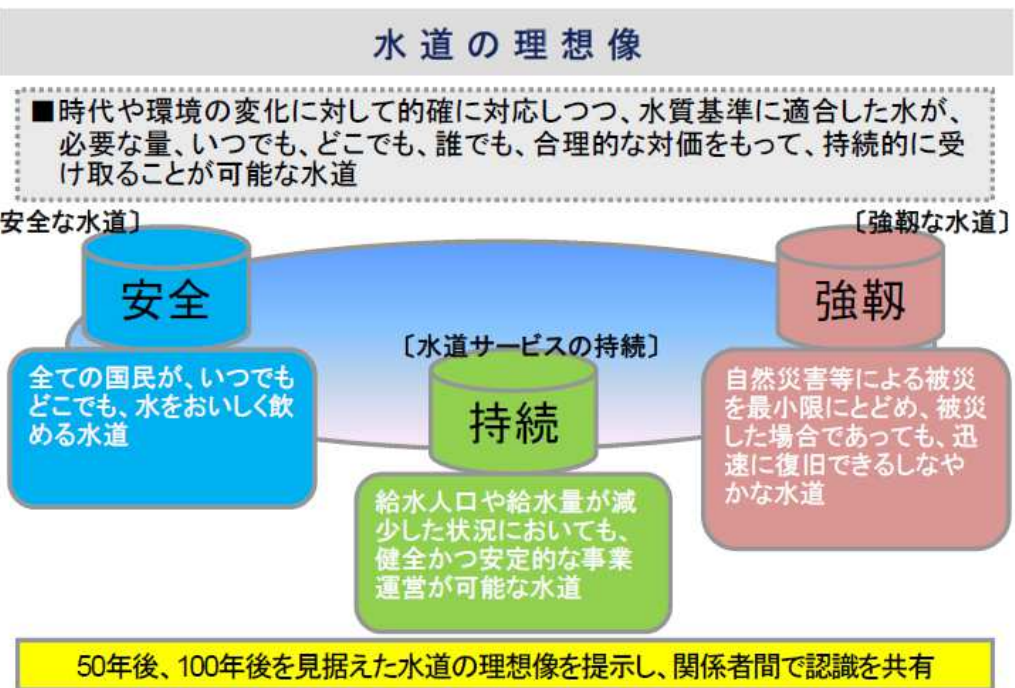 水道の理想像
■時代や環境の変化に対して的確に対応しつつ、水質基準に適合した水が、
必要な量、いつでも、どこでも、誰でも、合理的な対価をもって、持続的に受
け取ることが可能な水道
安全な水道〕
安全
全ての国民が、いつでも
どこでも、水をおいしく飲
める水道
〔水道サービスの持続〕
持続
給水人口や給水量が減
少した状況においても、
健全かつ安定的な事業
運営が可能な水道
〔強靱な水道〕
強靱
自然災害等による被災
を最小限にとどめ、被災
した場合であっても、迅
速に復旧できるしなや
かな水道
50年後、100年後を見据えた水道の理想像を提示し、関係者間で認識を共有